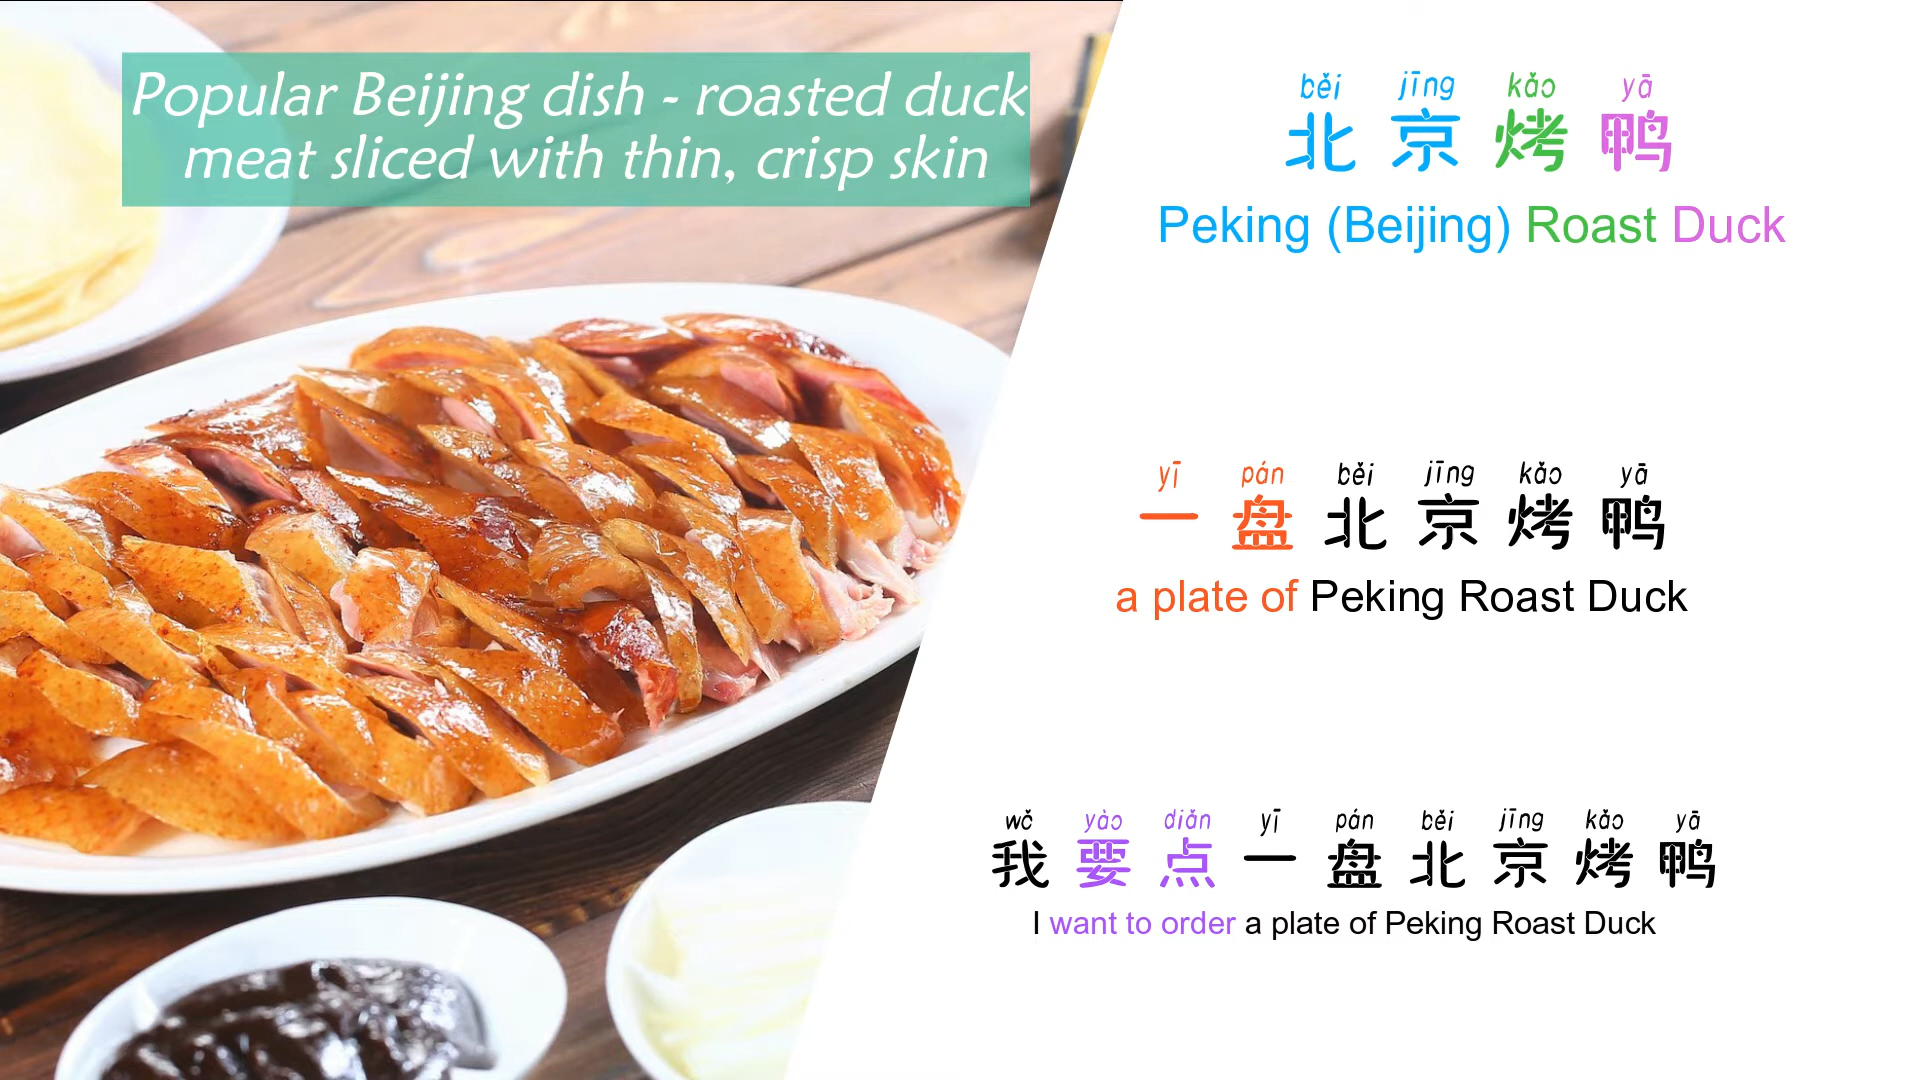 Popular Beijing dish - roasted duck
meat sliced with thin, crisp skin
běi jīng kǎo yā
北京烤鸭
Peking (Beijing) Roast Duck
yī pán běi jīng kǎo yā
一盘北京烤鸭
a plate of Peking Roast Duck
wǒ yào diǎn yī pán běi jīng kǎo yā
我要点一盘北京烤鸭
I want to order a plate of Peking Roast Duck